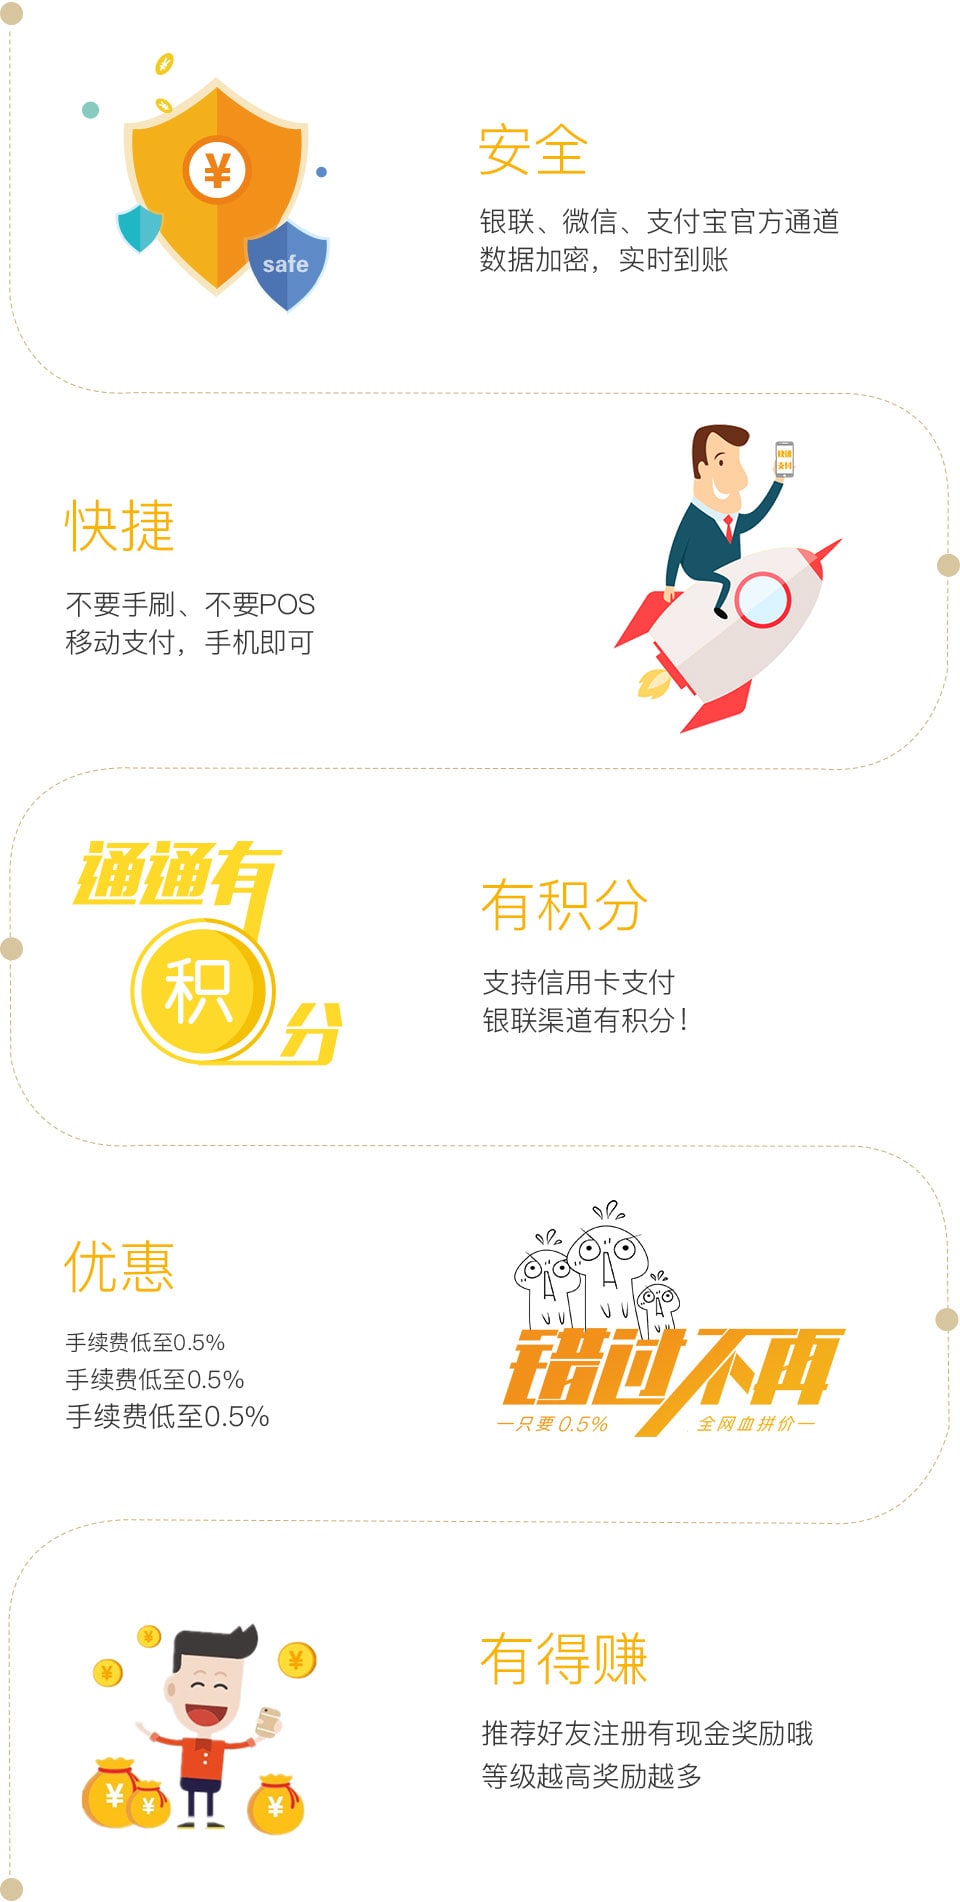 ¥
safe
安全
银联、微信、支付宝官方通道
数据加密，实时到账
快捷
不要手刷、不要POS
移动支付，手机即可
支付
通通有
积
分
有积分
支持信用卡支付
银联渠道有积分！
优惠
手续费低至0.5%
手续费低至0.5%
手续费低至0.5%
错过不再
一只要 0.5%
全网血拼价一
¥
¥
¥
有得赚
推荐好友注册有现金奖励哦
等级越高奖励越多
¥
¥
¥